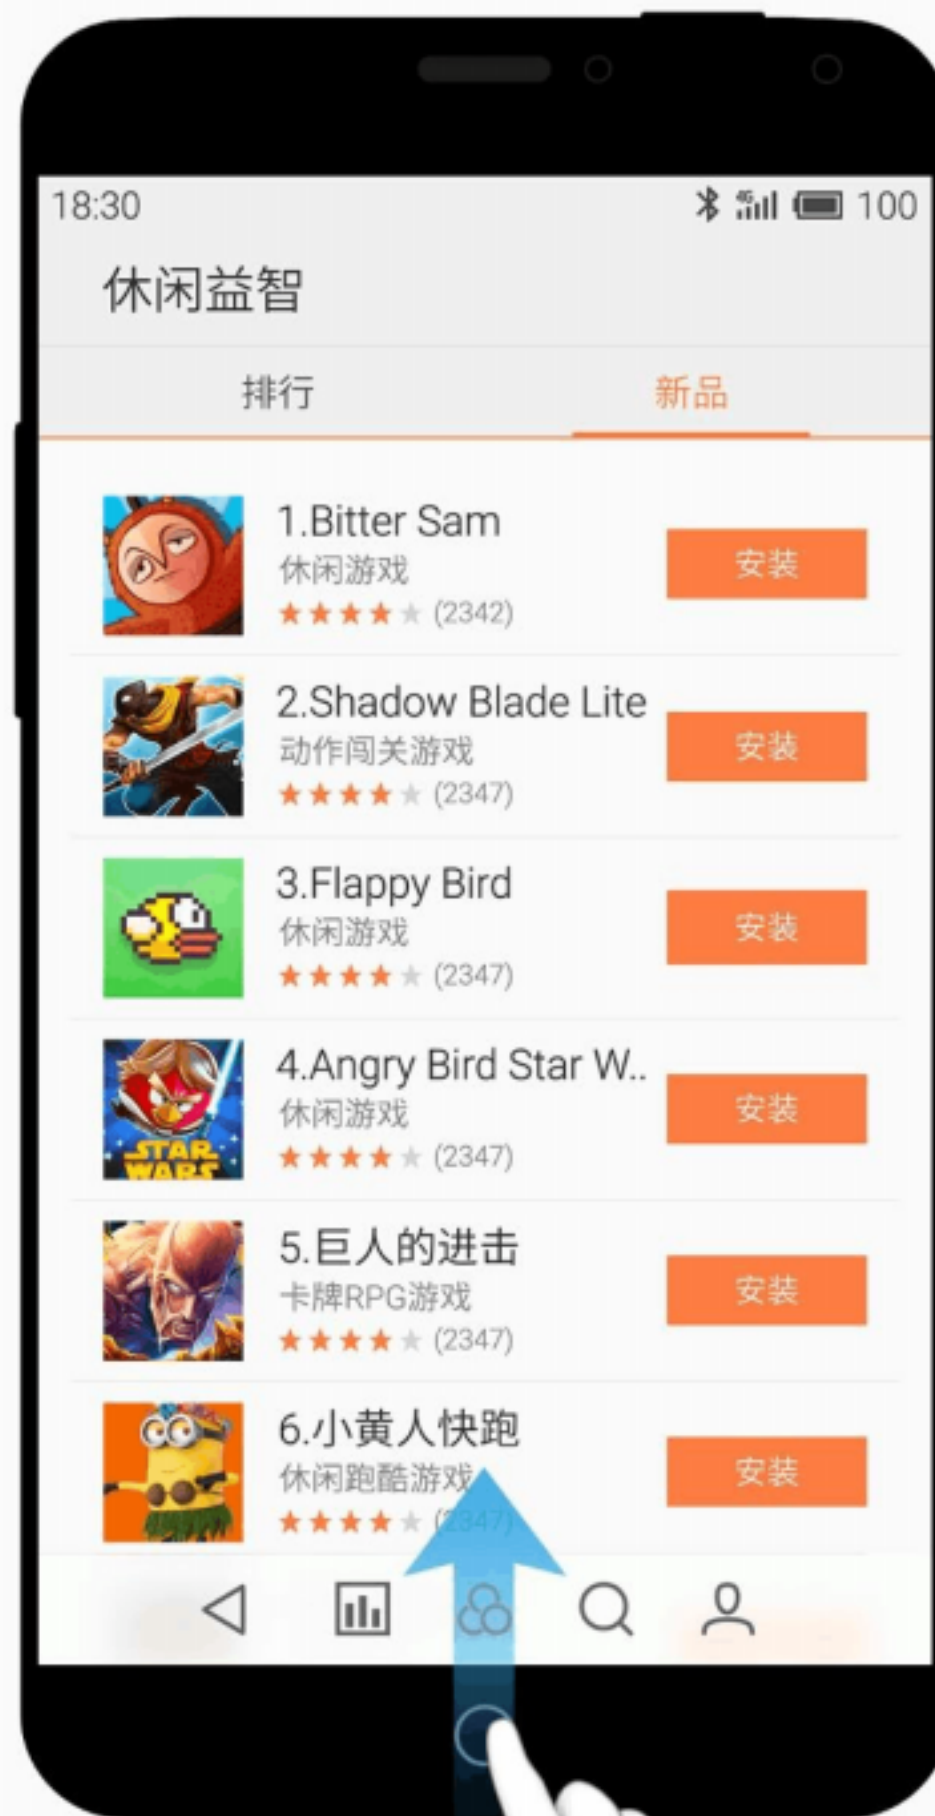 18:30
4G 100
休闲益智
排行 新品
1.Bitter Sam
休闲游戏
(2342)
安装
2.Shadow Blade Lite
动作闯关游戏
(2347)
安装
3.Flappy Bird
休闲游戏
(2347)
安装
4.Angry Bird Star W..
休闲游戏
(2347)
安装
STAR
WARS
5.巨人的进击
卡牌RPG游戏
(2347)
安装
6.小黄人快跑
休闲跑酷游戏
(2347)
安装